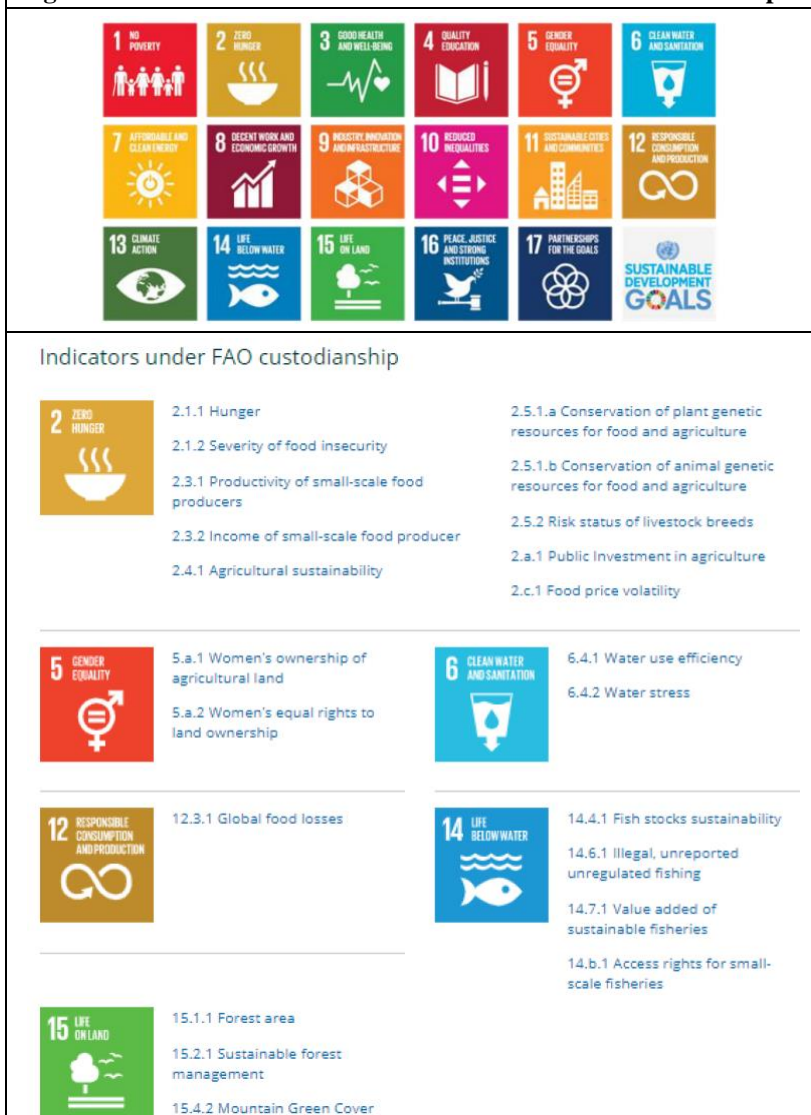 1 NO
POVERTY
2 ZERO
HUNGER
3 GOOD HEALTH
AND WELL-BEING
4 QUALITY
EDUCATION
5 GENDER
EQUALITY
6 CLEAN WATER
AND SANITATION
7 AFFORDABLE AND
CLEAN ENERGY
8 DECENT WORK AND
ECONOMIC GROWTH
9 INDUSTRY, INNOVATION
AND INFRASTRUCTURE
10 REDUCED
INEQUALITIES
11 SUSTAINABLE CITIES
AND COMMUNITIES
12 RESPONSIBLE
CONSUMPTION
AND PRODUCTION
13 CLIMATE
ACTION
14 LIFE
BELOW WATER
15 LIFE
ON LAND
16 PEACE, JUSTICE
AND STRONG
INSTITUTIONS
17 PARTNERSHIPS
FOR THE GOALS
SUSTAINABLE
DEVELOPMENT
GOALS
Indicators under FAO custodianship
2 ZERO
HUNGER
2.1.1 Hunger
2.1.2 Severity of food insecurity
2.3.1 Productivity of small-scale food
producers
2.3.2 Income of small-scale food producer
2.4.1 Agricultural sustainability
2.5.1.a Conservation of plant genetic
resources for food and agriculture
2.5.1.b Conservation of animal genetic
resources for food and agriculture
2.5.2 Risk status of livestock breeds
2.a.1 Public Investment in agriculture
2.c.1 Food price volatility
5 GENDER
EQUALITY
5.a.1 Women's ownership of
agricultural land
5.a.2 Women's equal rights to
land ownership
6 CLEAN WATER
AND SANITATION
6.4.1 Water use efficiency
6.4.2 Water stress
12 RESPONSIBLE
CONSUMPTION
AND PRODUCTION
12.3.1 Global food losses
14 LIFE
BELOW WATER
14.4.1 Fish stocks sustainability
14.6.1 Illegal, unreported
unregulated fishing
14.7.1 Value added of
sustainable fisheries
14.b.1 Access rights for small-
scale fisheries
15 LIFE
ON LAND
15.1.1 Forest area
15.2.1 Sustainable forest
management
15.4.2 Mountain Green Cover